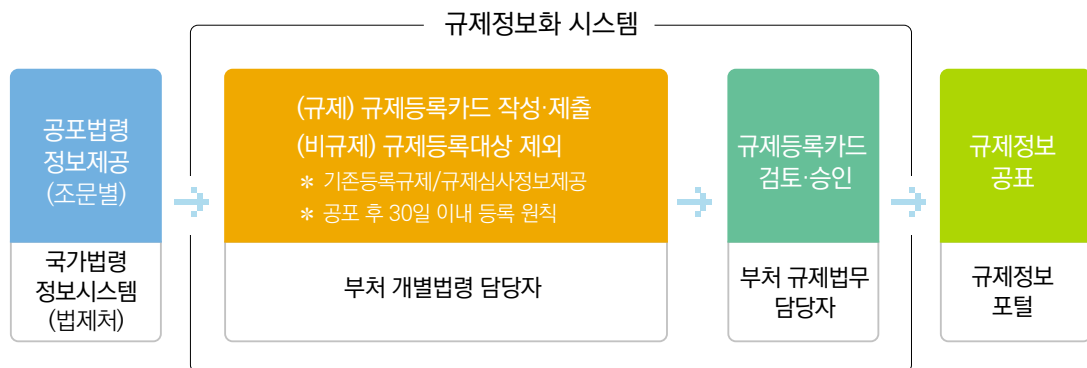 규제정보화 시스템
공포법령
정보제공
(조문별)
국가법령
정보시스템
(법제처)
(규제) 규제등록카드 작성·제출
(비규제) 규제등록대상 제외
* 기존등록규제/규제심사정보제공
* 공포 후 30일 이내 등록 원칙
부처 개별법령 담당자
규제등록카드
검토·승인
부처 규제법무
담당자
규제정보
공표
규제정보
포털